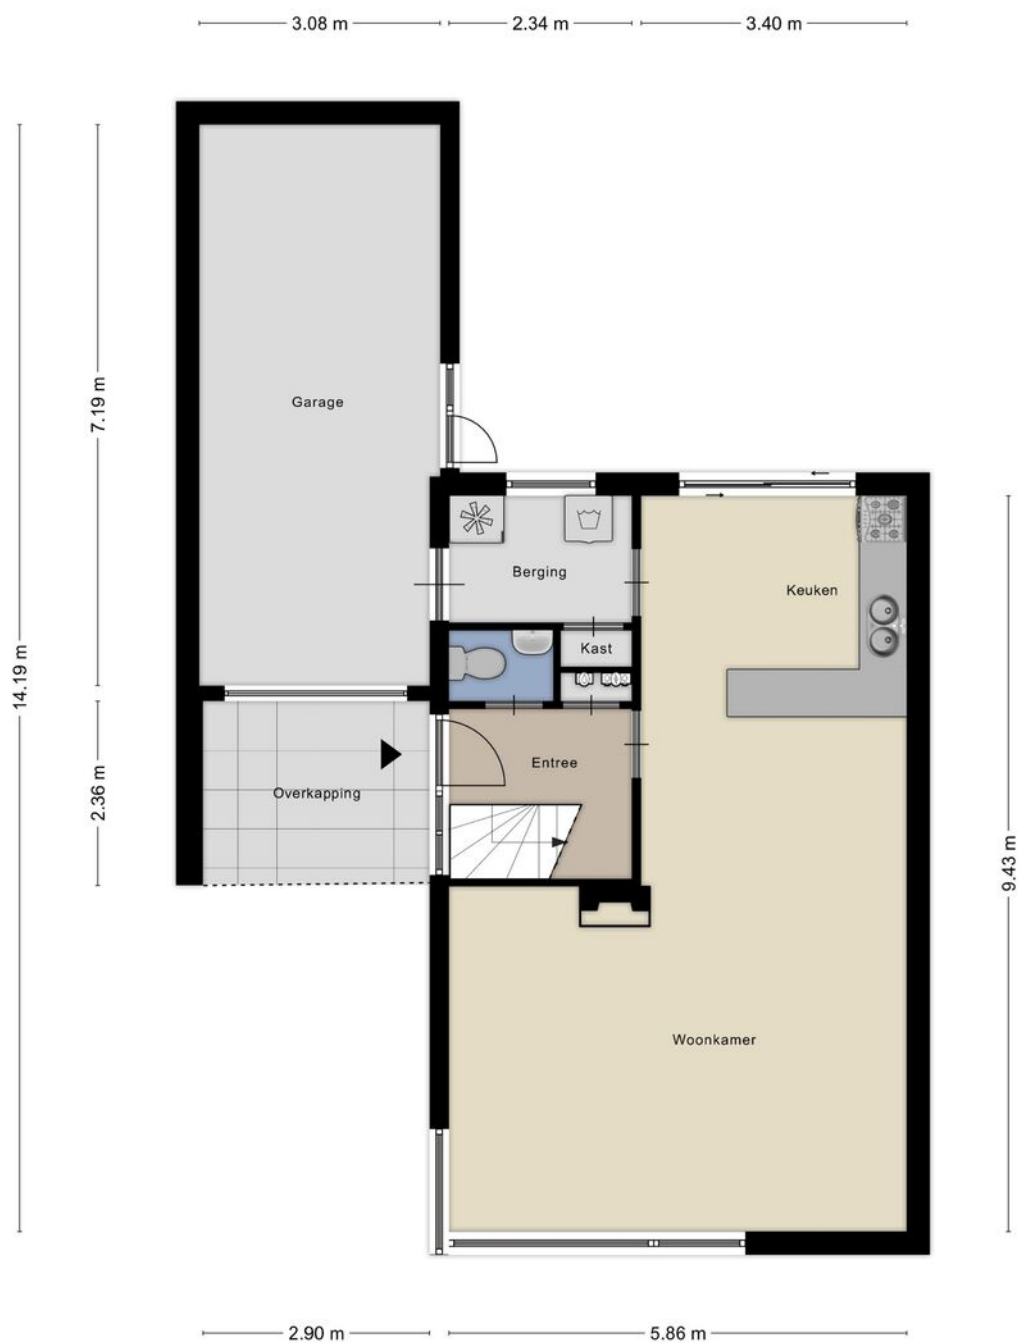 3.08 m
2.34 m
3.40 m
7.19 m
14.19 m
2.36 m
9.43 m
Garage
Berging
Keuken
Kast
Entree
Overkapping
Woonkamer
2.90 m
5.86 m